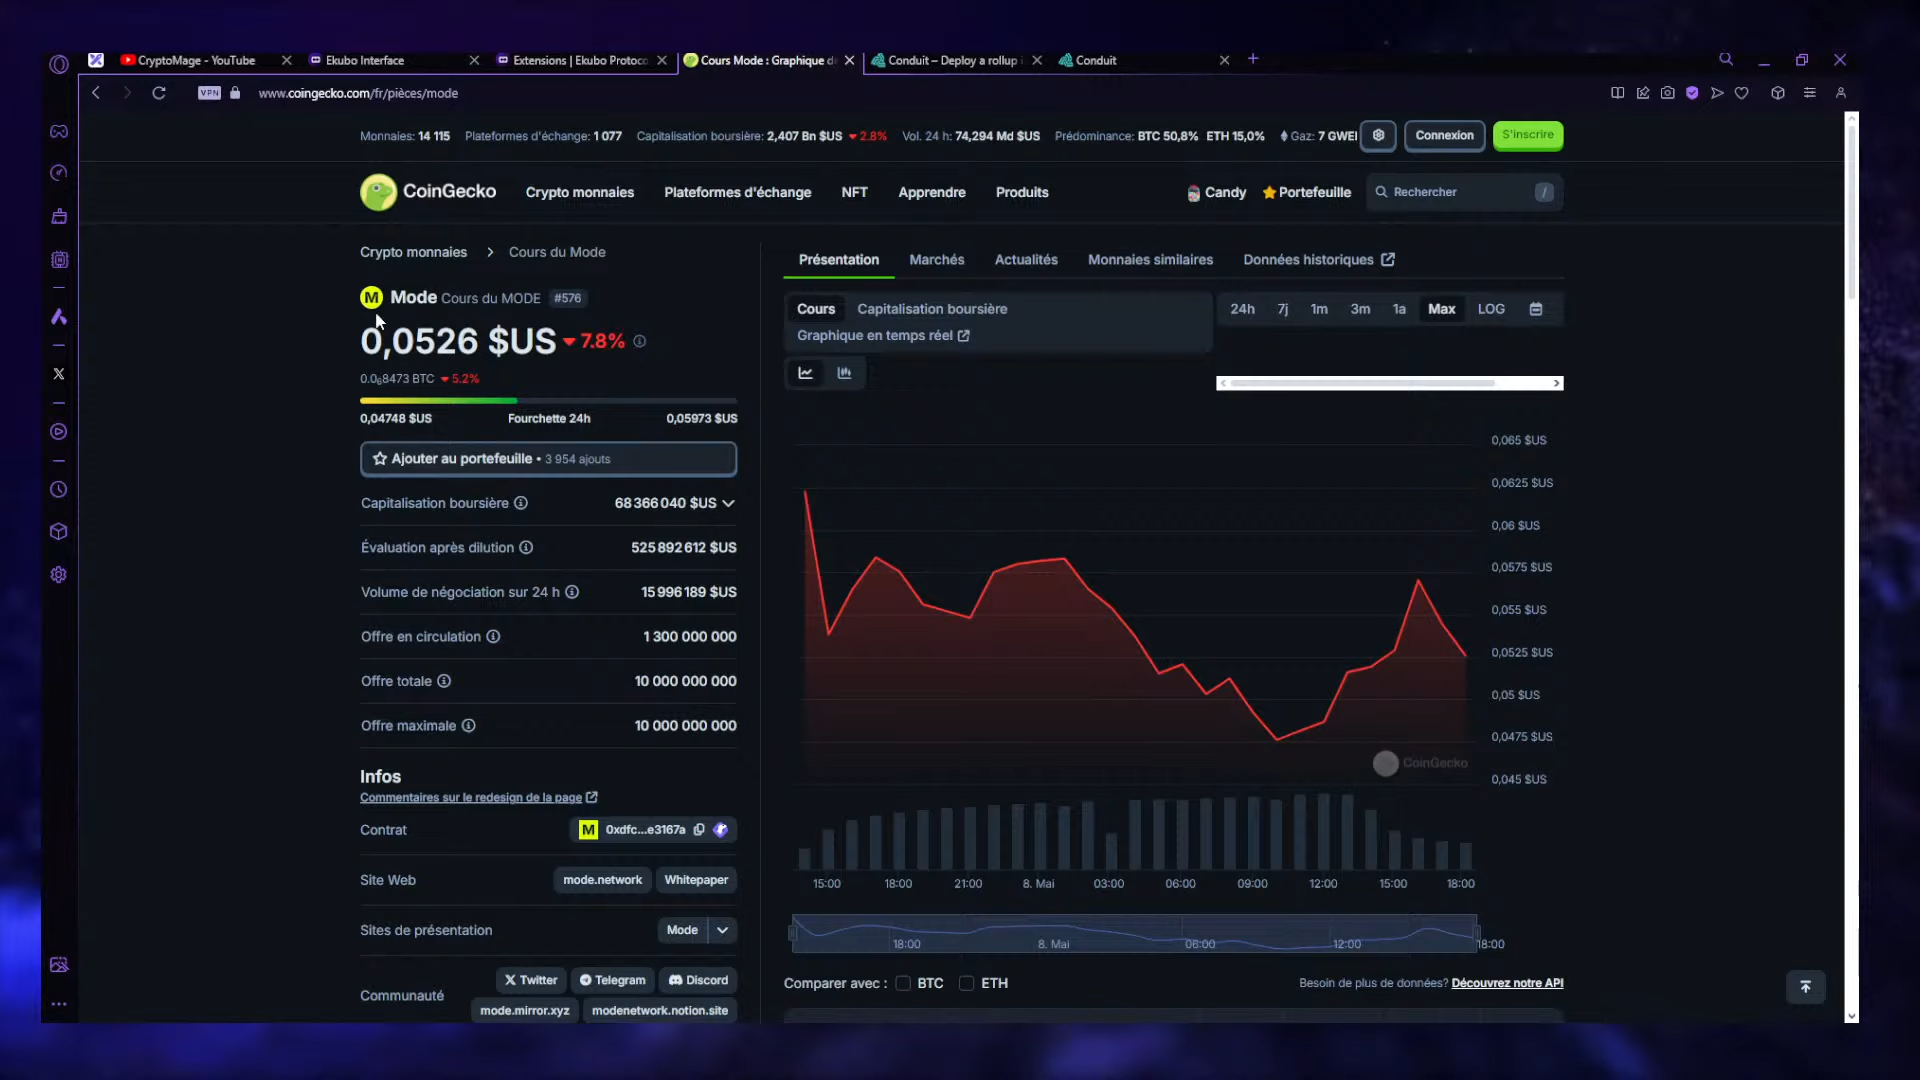 CryptoMage - YouTube
Ekubo Interface
Extensions | Ekubo Protoco
Cours Mode : Graphique d
Conduit – Deploy a rollup
Conduit
VPN
www.coingecko.com/fr/pièces/mode
Monnaies: 14 115 Plateformes d'échange: 1 077 Capitalisation boursière: 2,407 Bn $US 2.8% Vol. 24 h: 74,294 Md $US Prédominance: BTC 50,8% ETH 15,0% Gaz: 7 GWEI
Connexion
S'inscrire
CoinGecko
Crypto monnaies Plateformes d'échange NFT Apprendre Produits
Candy Portefeuille
Rechercher /
Crypto monnaies > Cours du Mode
M Mode Cours du MODE #576
0,0526 $US 7.8%
0.0₆8473 BTC 5.2%
0,04748 $US Fourchette 24h 0,05973 $US
Ajouter au portefeuille • 3 954 ajouts
Capitalisation boursière 68 366 040 $US
Évaluation après dilution 525 892 612 $US
Volume de négociation sur 24 h 15 996 189 $US
Offre en circulation 1 300 000 000
Offre totale 10 000 000 000
Offre maximale 10 000 000 000
Infos
Commentaires sur le redesign de la page
Contrat M 0xdfc...e3167a
Site Web mode.network Whitepaper
Sites de présentation Mode
Communauté
Twitter Telegram Discord
mode.mirror.xyz modenetwork.notion.site
Présentation Marchés Actualités Monnaies similaires Données historiques
Cours Capitalisation boursière
Graphique en temps réel
24h 7j 1m 3m 1a Max LOG
0,065 $US
0,0625 $US
0,06 $US
0,0575 $US
0,055 $US
0,0525 $US
0,05 $US
0,0475 $US
0,045 $US
CoinGecko
15:00 18:00 21:00 8. Mai 03:00 06:00 09:00 12:00 15:00 18:00
18:00 8. Mai 06:00 12:00 18:00
Comparer avec : BTC ETH
Besoin de plus de données? Découvrez notre API